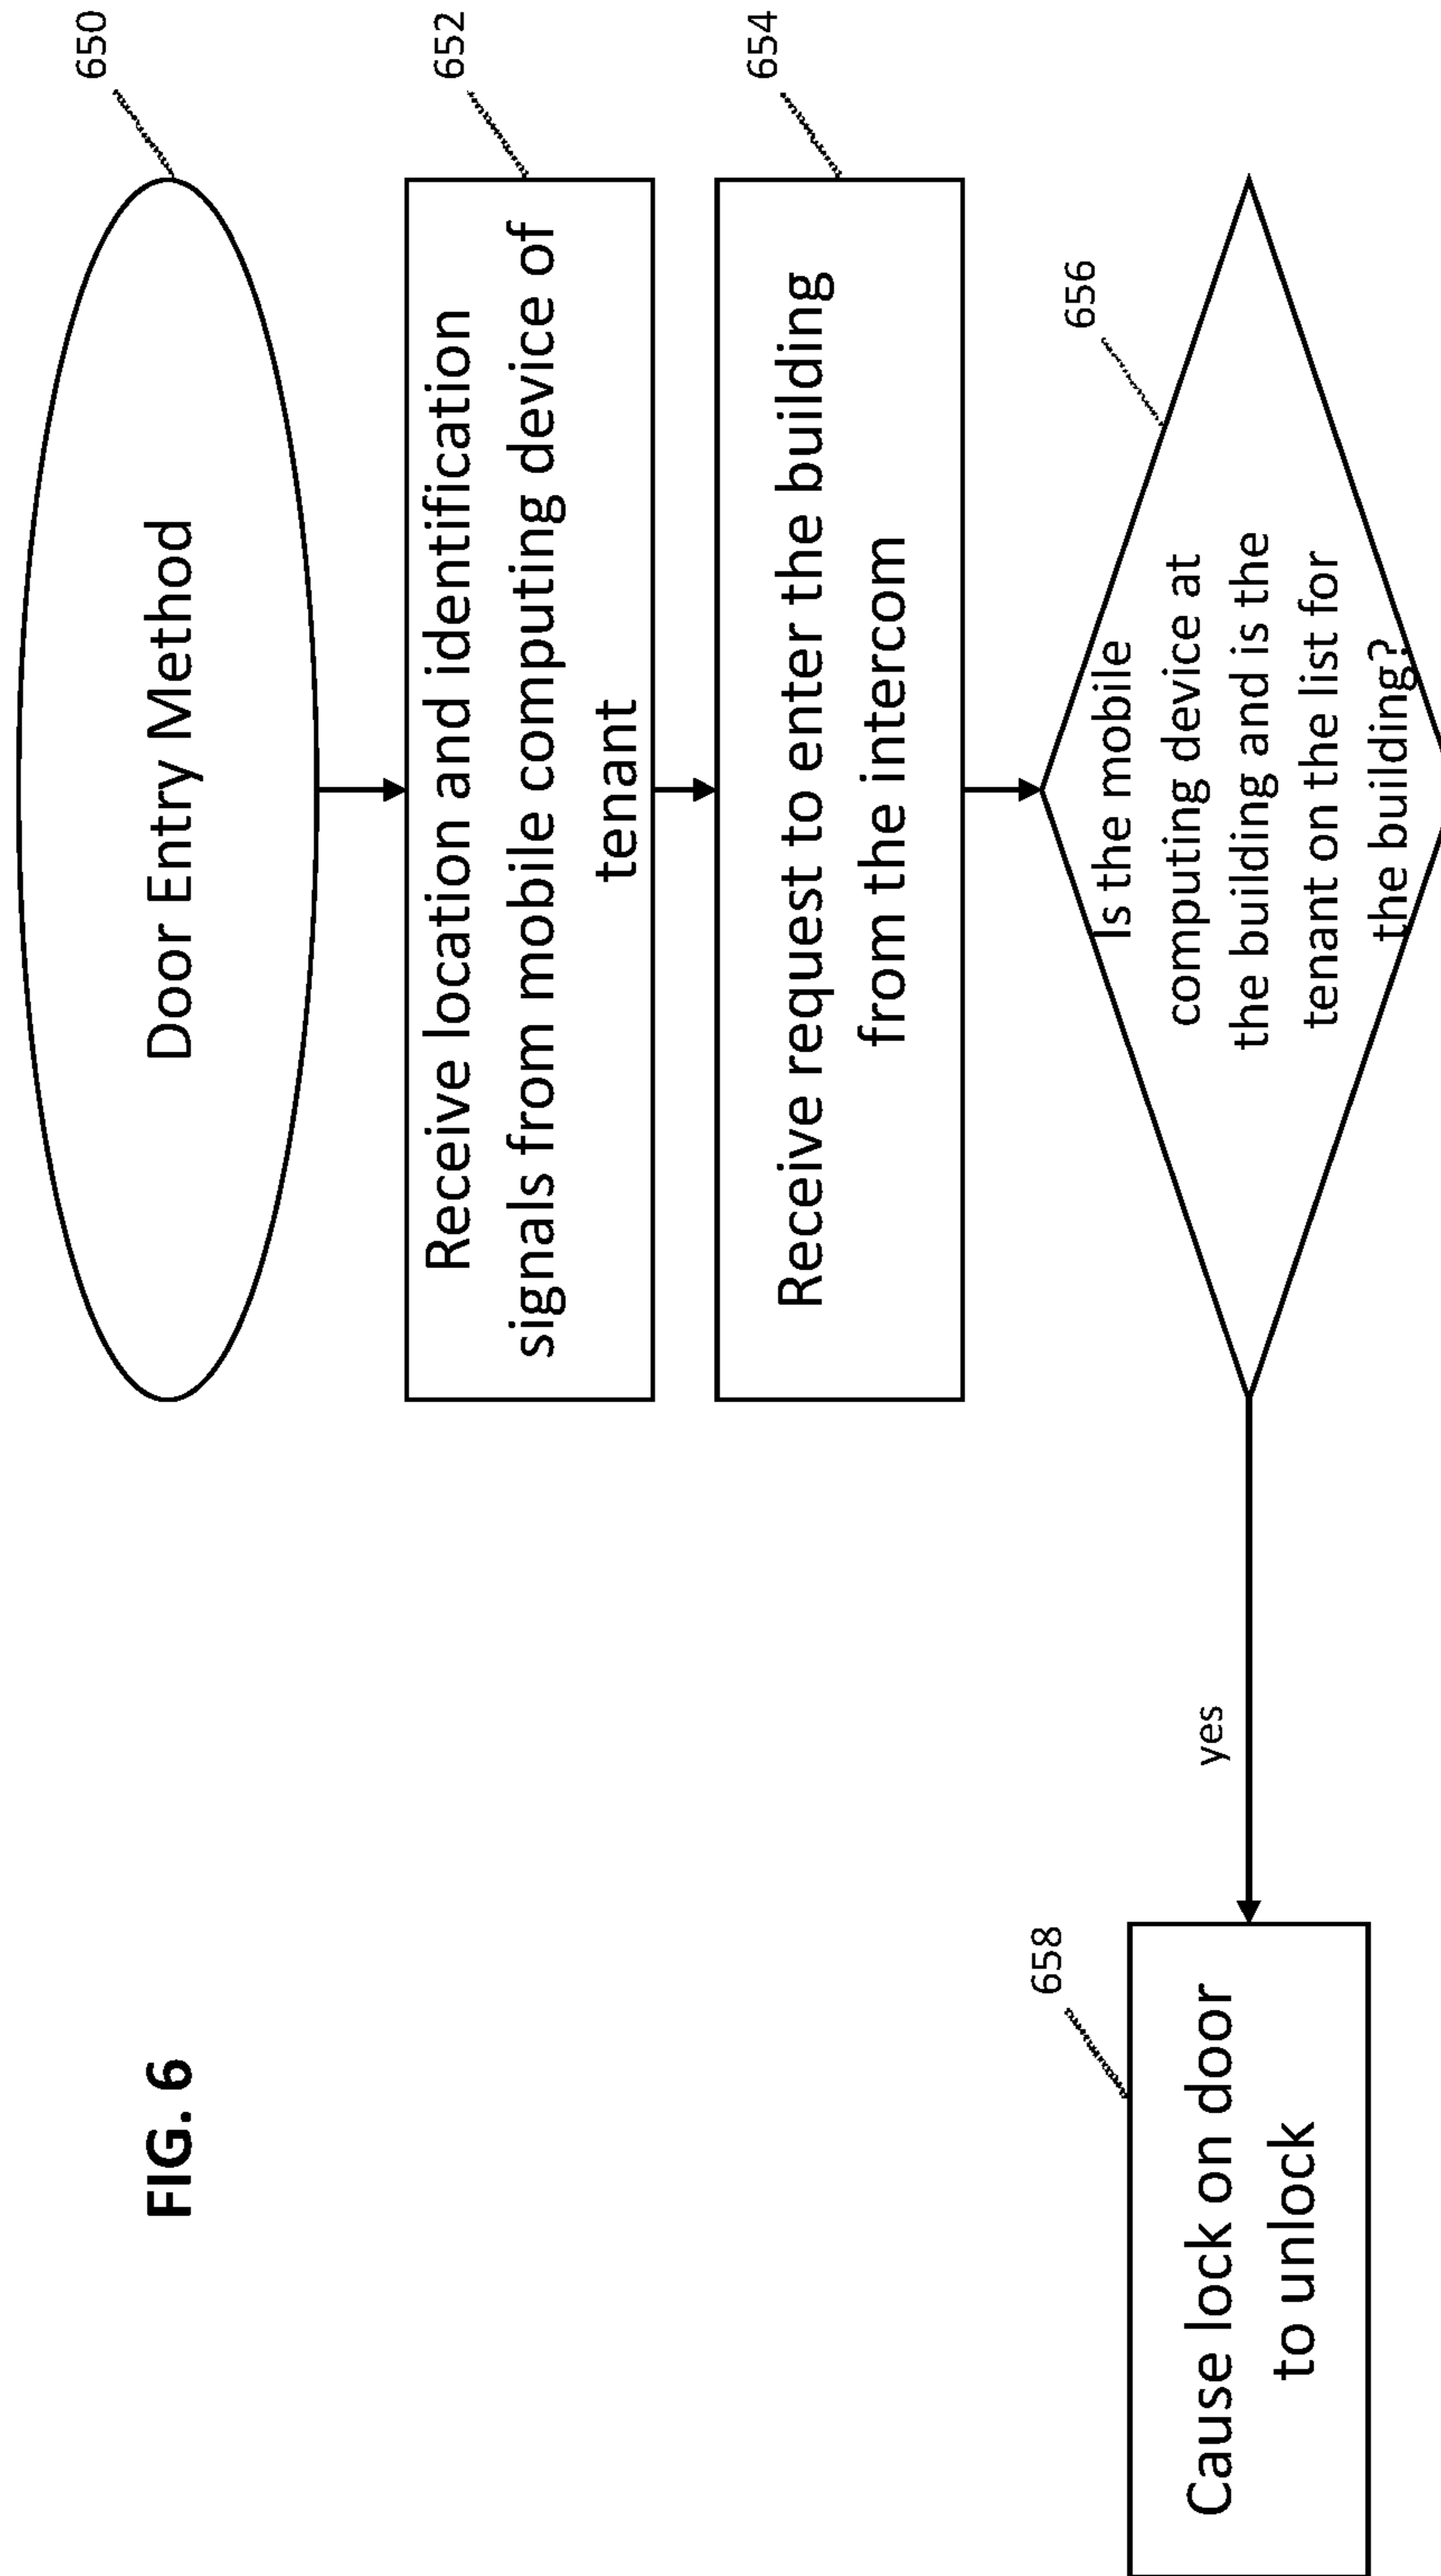 FIG. 6
Door Entry Method
650
Receive location and identification
signals from mobile computing device of
tenant
652
Receive request to enter the building
from the intercom
654
Is the mobile
computing device at
the building and is the
tenant on the list for
the building?
656
yes
Cause lock on door
to unlock
658